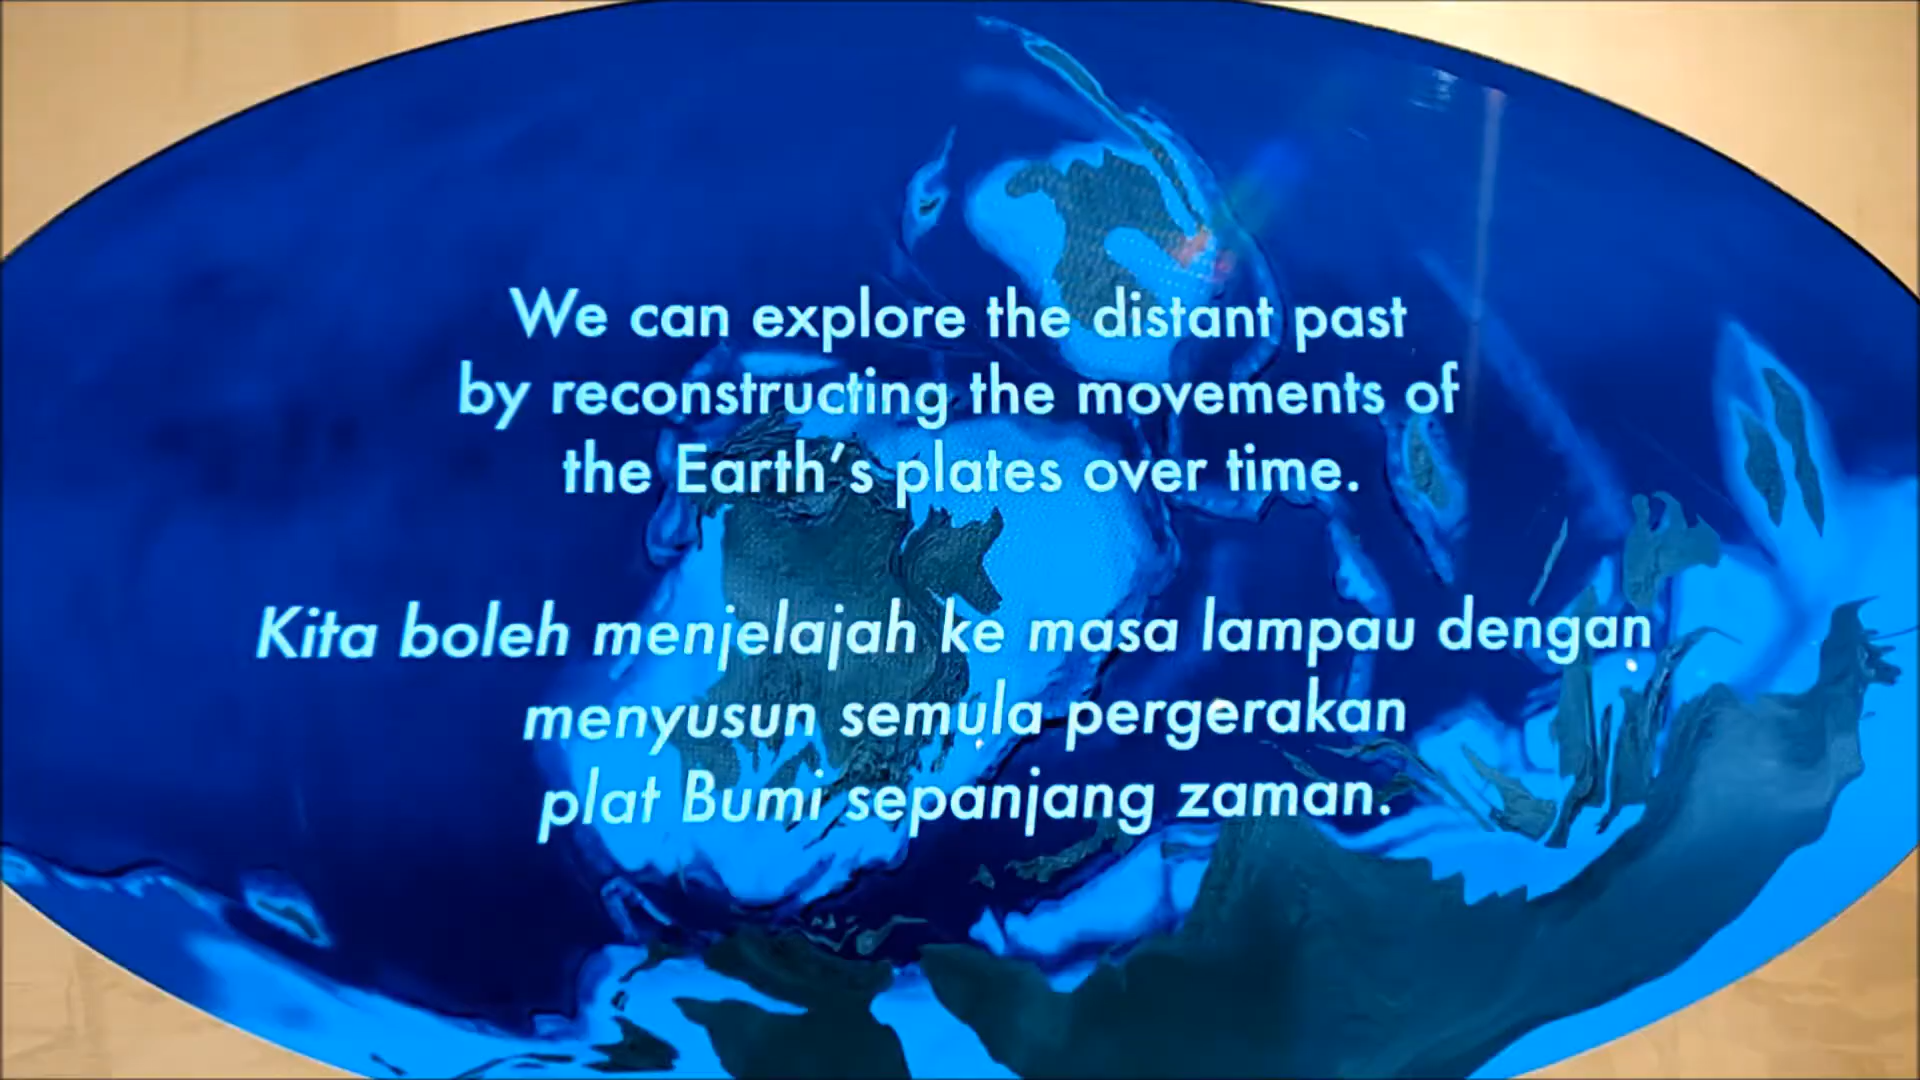 We can explore the distant past
by reconstructing the movements of
the Earth's plates over time.
Kita boleh menjelajah ke masa lampau dengan
menyusun semula pergerakan
plat Bumi sepanjang zaman.